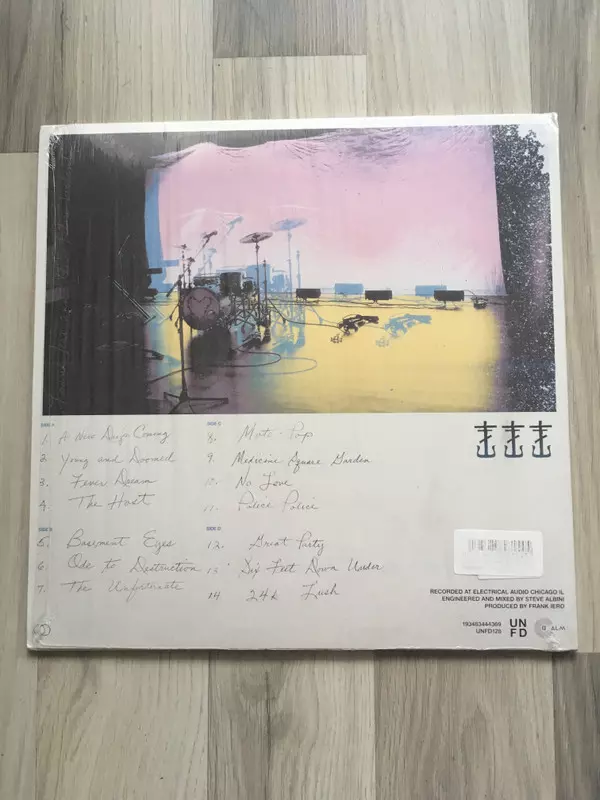 SIDE A
1. A New Day's Coming
2. Young and Doomed
3. Fever Dream
4. The Host
SIDE B
5. Basement Eyes
6. Ode to Destruction
7. The Unfortunate
SIDE C
8. Moto-Pop
9. Medicine Square Garden
10. No Love
11. Police Police
SIDE D
12. Great Party
13. Six Feet Down Under
14 24k Lush
RECORDED AT ELECTRICAL AUDIO CHICAGO IL
ENGINEERED AND MIXED BY STEVE ALBINI
PRODUCED BY FRANK IERO
193483444369
UNFD120
UN
FD
ALM